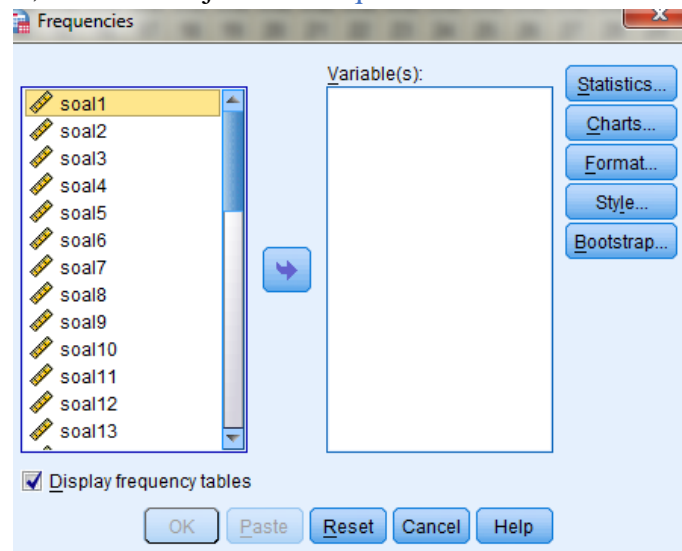 Frequencies
Variable(s):
soal1
soal2
soal3
soal4
soal5
soal6
soal7
soal8
soal9
soal10
soal11
soal12
soal13
Statistics...
Charts...
Format...
Style...
Bootstrap...
Display frequency tables
OK Paste Reset Cancel Help